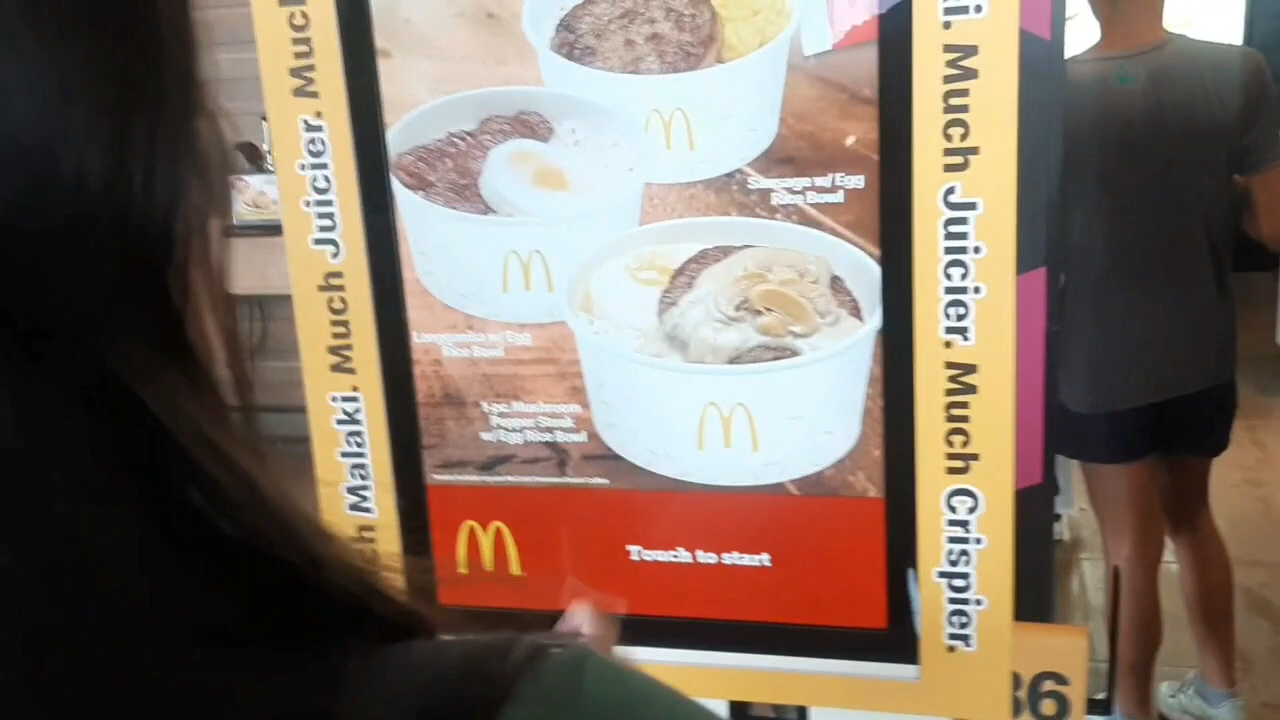 Much Juicier. Much
Much Malaki.
Sausage w/ Egg
Rice Bowl
Longganisa w/ Egg
Rice Bowl
1-pc. Mushroom
Pepper Steak
w/ Egg Rice Bowl
Touch to start
Much Juicier. Much Crispier.